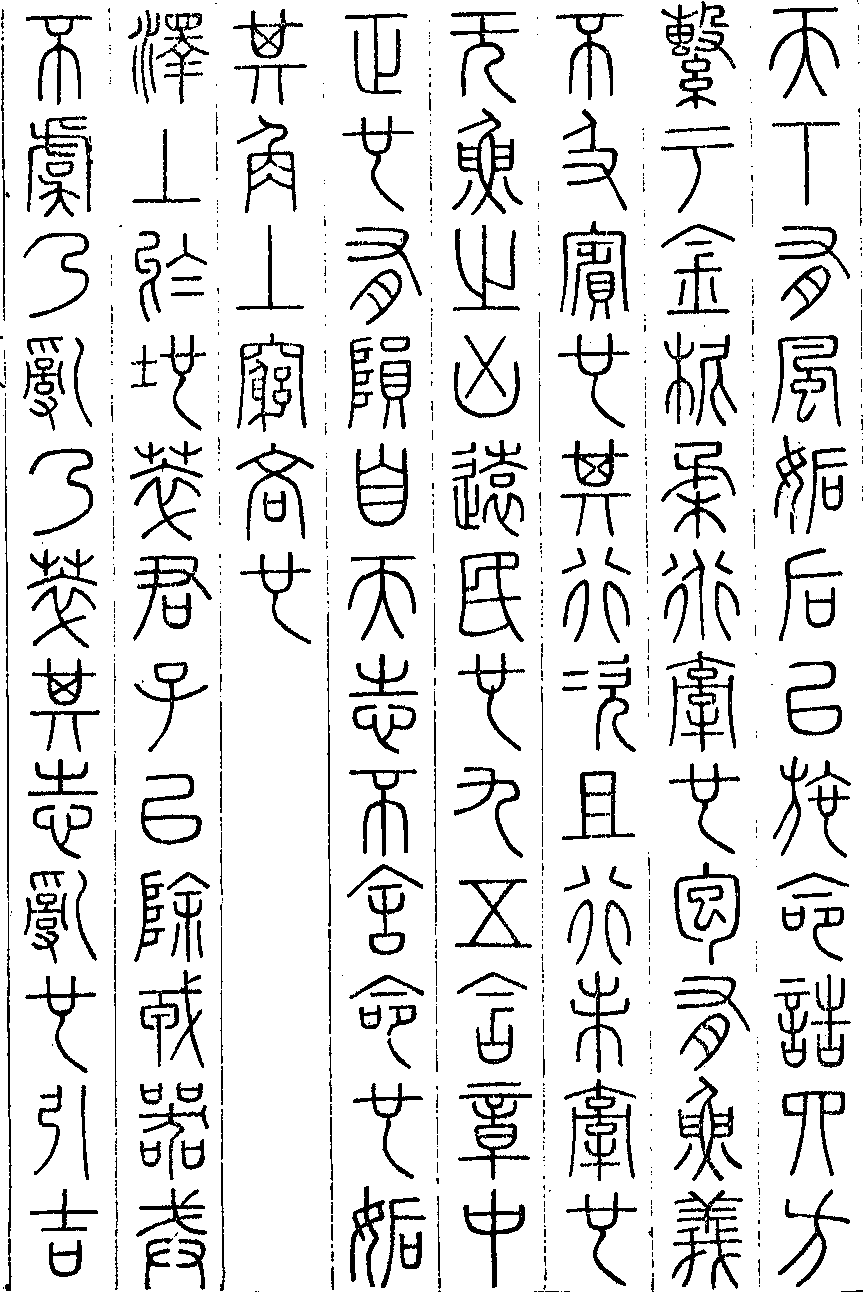 天下有風姤后以施命誥四方
繫于金柅柔道牽也包有魚義
不及賓也其行次且行未牽也
无魚之凶遠民也九五含章中
正也有隕自天志不舍命也姤
其角上窮吝也
澤上於地萃君子以除戎器戒
不虞乃亂乃萃其志亂也引吉